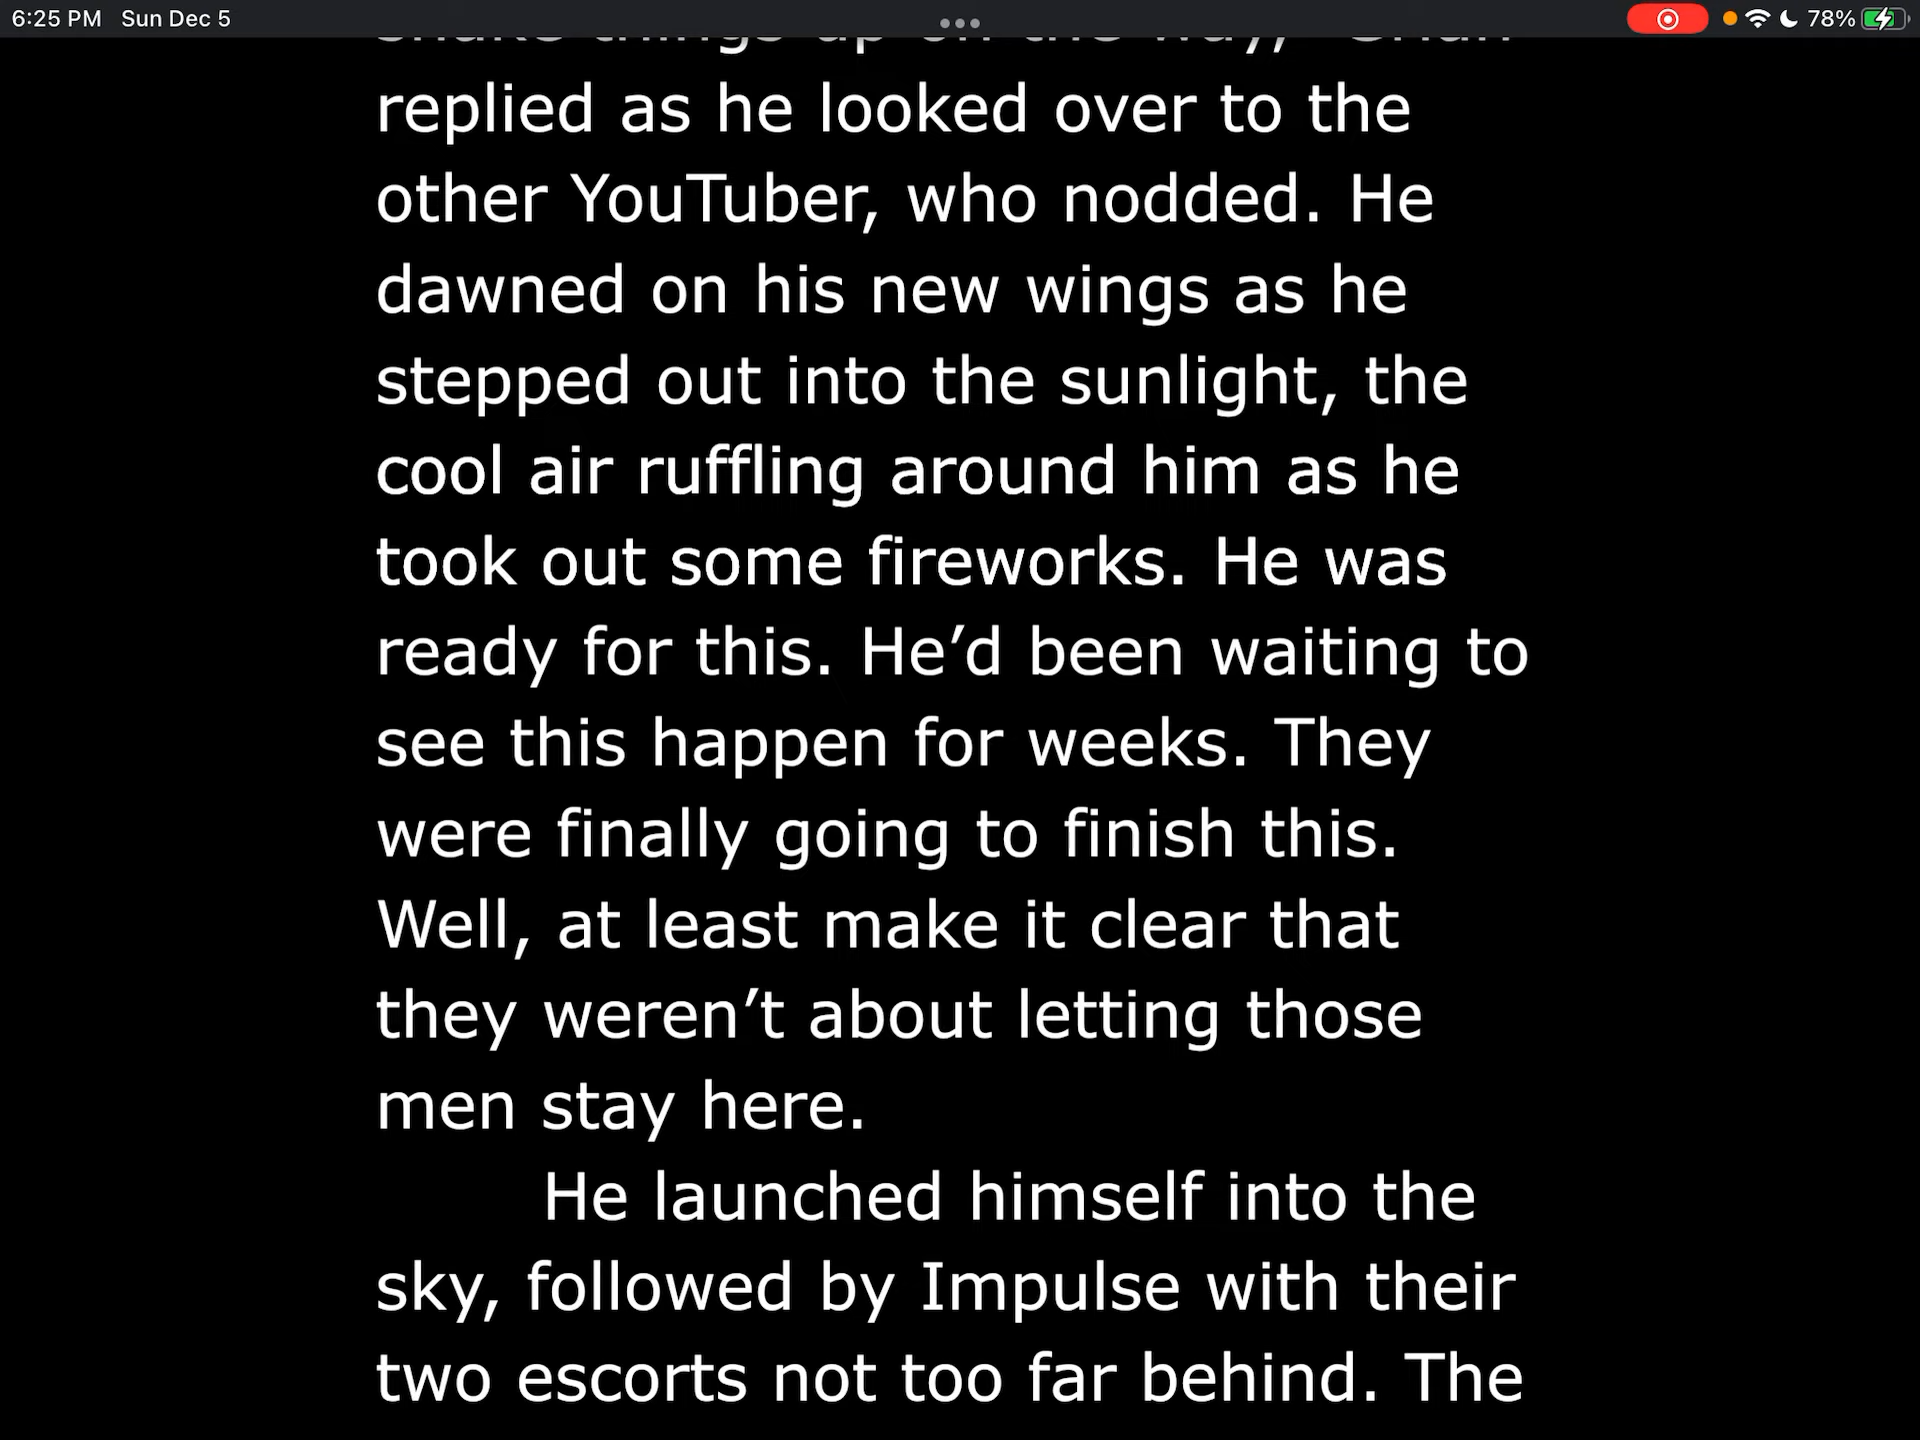 6:25 PM Sun Dec 5 78%
things up on the way,
replied as he looked over to the
other YouTuber, who nodded. He
dawned on his new wings as he
stepped out into the sunlight, the
cool air ruffling around him as he
took out some fireworks. He was
ready for this. He’d been waiting to
see this happen for weeks. They
were finally going to finish this.
Well, at least make it clear that
they weren’t about letting those
men stay here.
He launched himself into the
sky, followed by Impulse with their
two escorts not too far behind. The